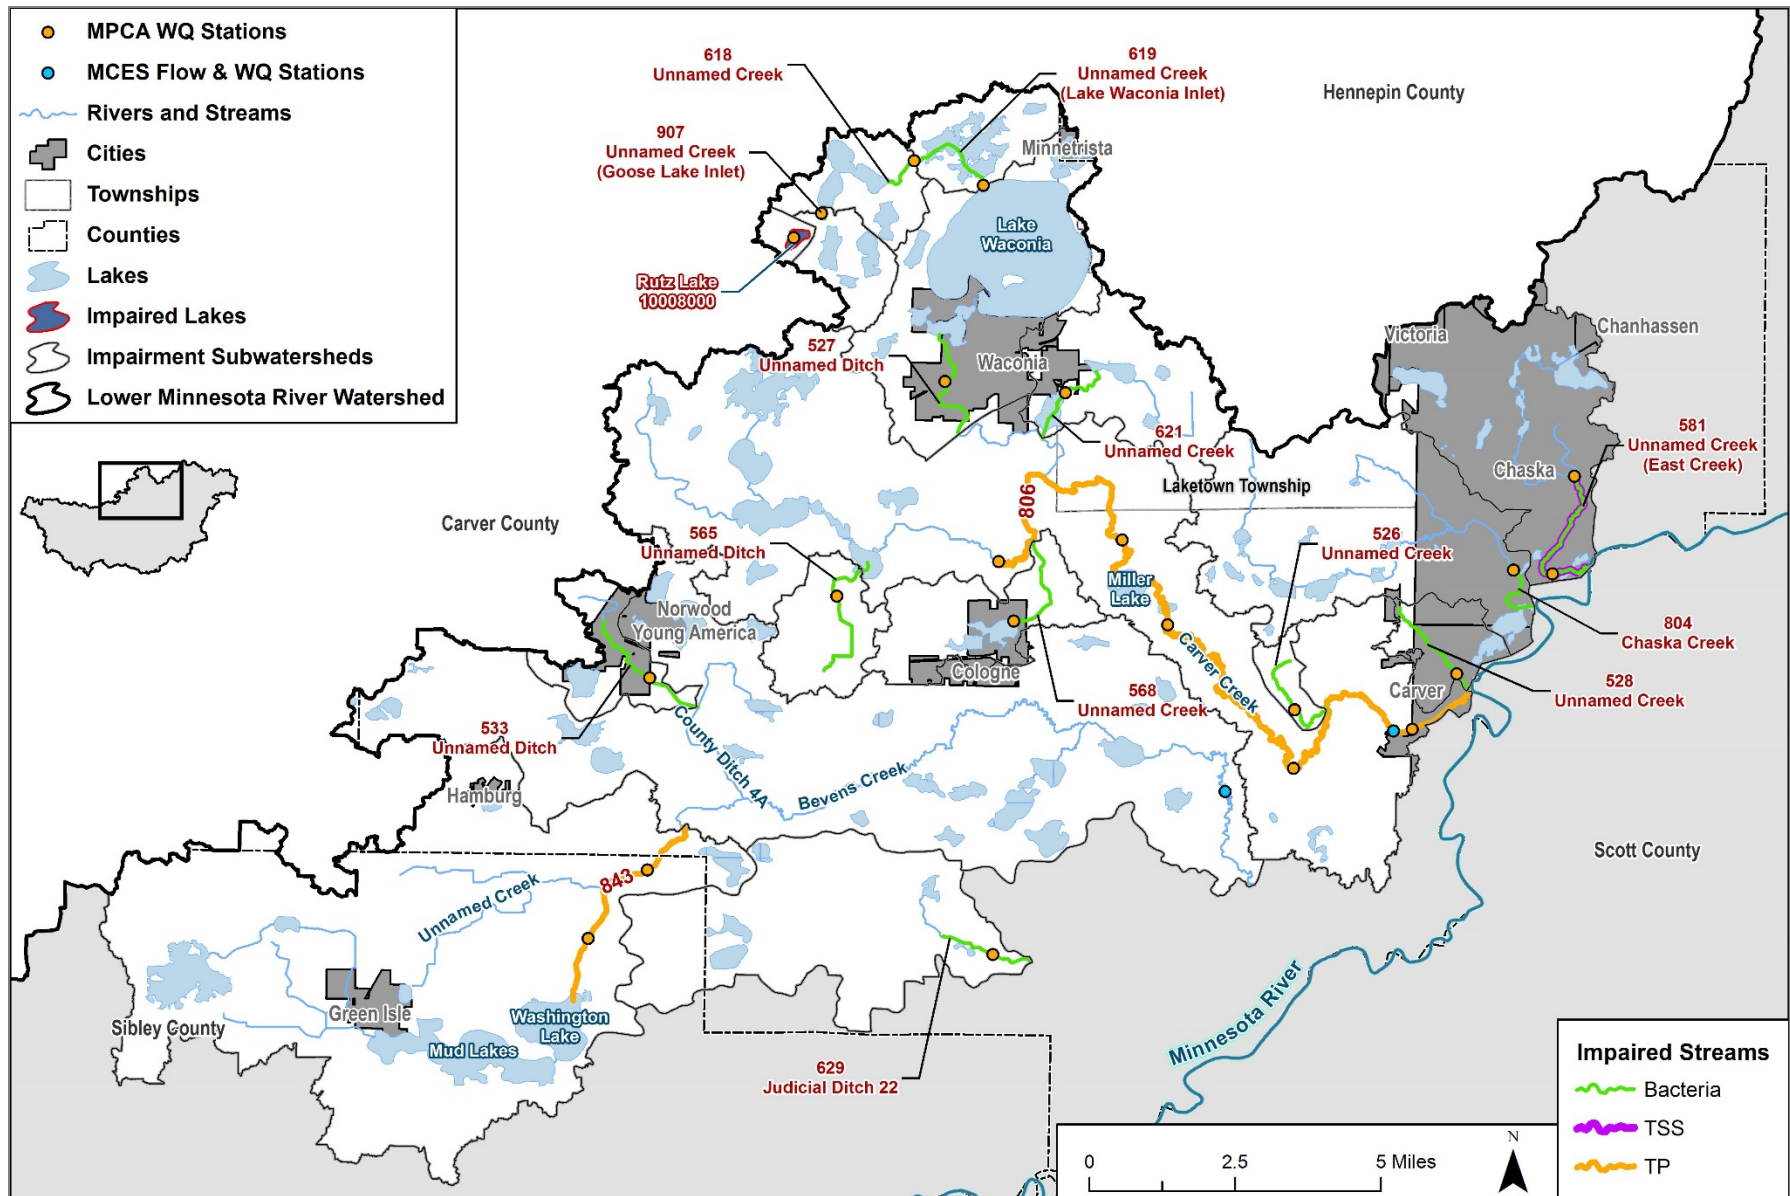 MPCA WQ Stations
MCES Flow & WQ Stations
Rivers and Streams
Cities
Townships
Counties
Lakes
Impaired Lakes
Impairment Subwatersheds
Lower Minnesota River Watershed
618
Unnamed Creek
619
Unnamed Creek
(Lake Waconia Inlet)
Hennepin County
907
Unnamed Creek
(Goose Lake Inlet)
Minnetrista
Lake
Waconia
Rutz Lake
10008000
527
Unnamed Ditch
Waconia
Victoria
Chanhassen
581
Unnamed Creek
(East Creek)
621
Unnamed Creek
Chaska
Laketown Township
806
Carver County
565
Unnamed Ditch
526
Unnamed Creek
Miller
Lake
Norwood
Young America
804
Chaska Creek
Cologne
Carver Creek
Carver
528
Unnamed Creek
568
Unnamed Creek
533
Unnamed Ditch
County Ditch 4A
Bevens Creek
Hamburg
Scott County
843
Unnamed Creek
Green Isle
Sibley County
Washington
Lake
Mud Lakes
Minnesota River
629
Judicial Ditch 22
Impaired Streams
Bacteria
TSS
TP
N
0 2.5 5 Miles